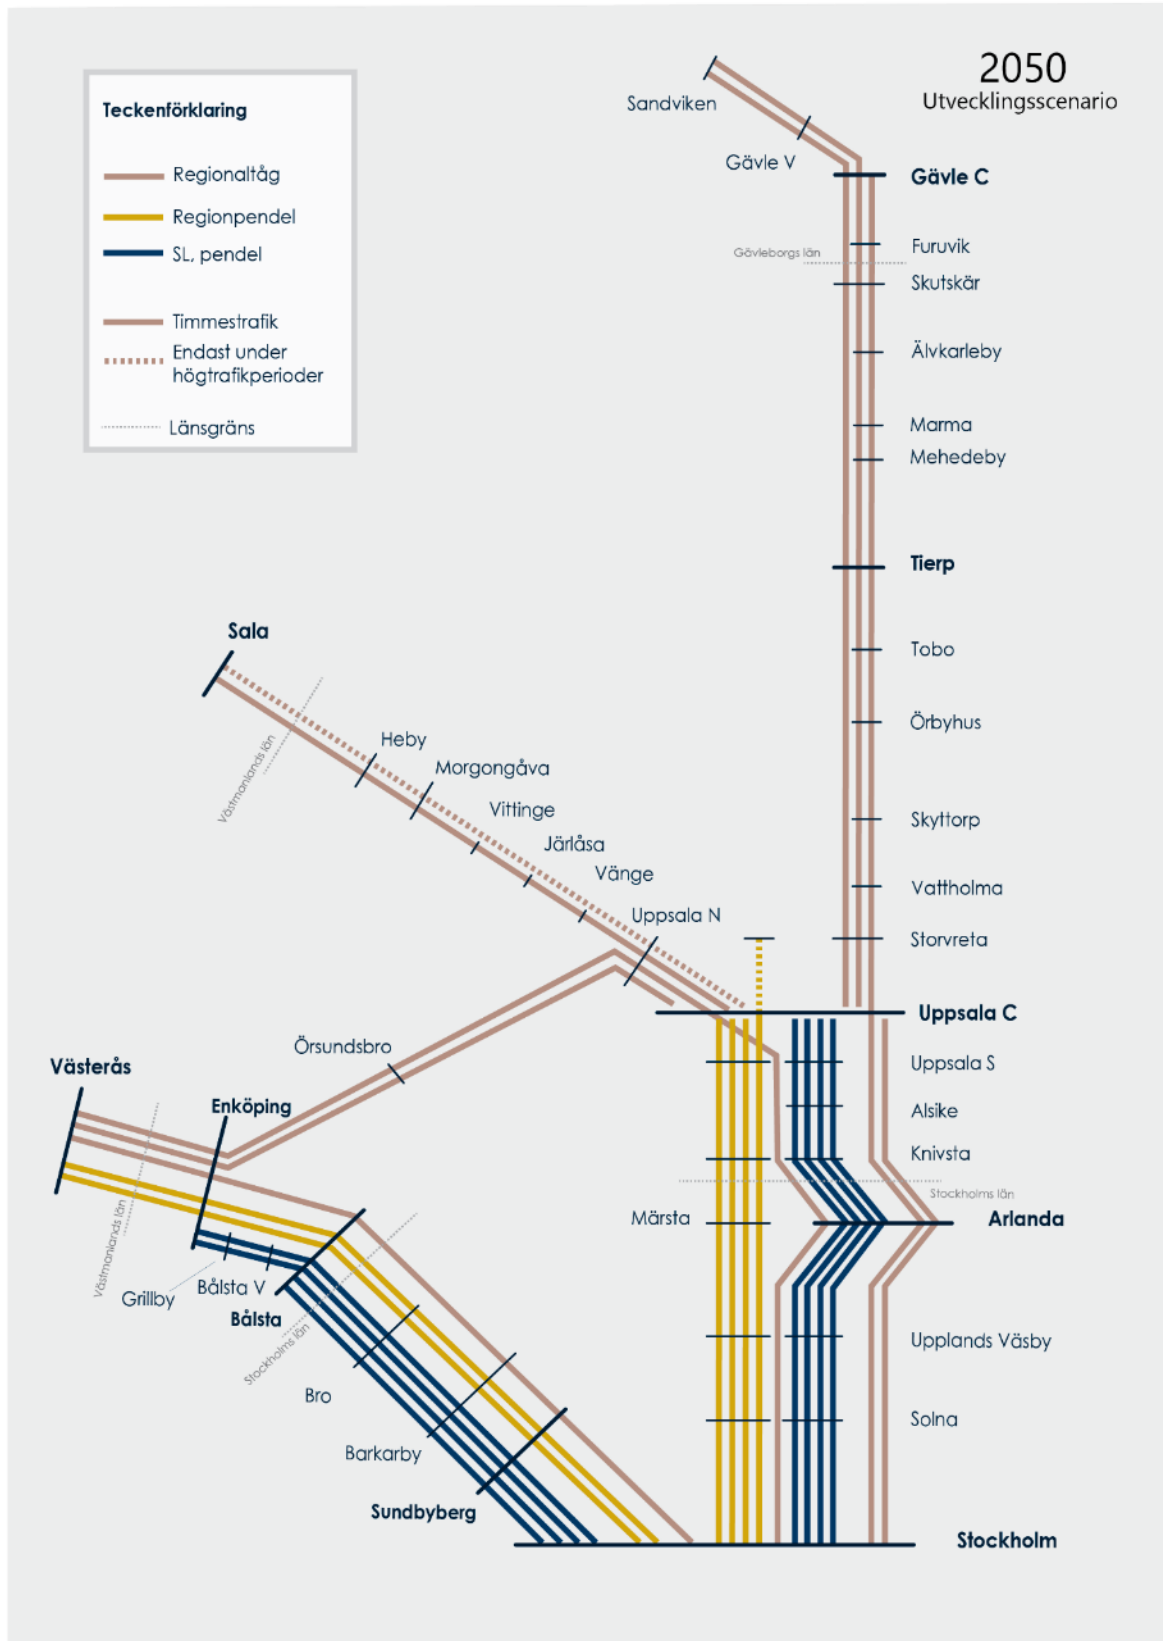 2050
Utvecklingsscenario
Teckenförklaring
Regionaltåg
Regionpendel
SL, pendel
Timmestrafik
Endast under
högtrafikperioder
Länsgräns
Sandviken
Gävle V
Gävle C
Furuvik
Gävleborgs län
Skutskär
Älvkarleby
Marma
Mehedeby
Tierp
Sala
Tobo
Örbyhus
Västmanlands län
Heby
Morgongåva
Vittinge
Järlåsa
Vänge
Uppsala N
Skyttorp
Vattholma
Storvreta
Uppsala C
Örsundsbro
Uppsala S
Västerås
Enköping
Alsike
Knivsta
Stockholms län
Märsta
Arlanda
Västmanlands län
Grillby
Bålsta V
Bålsta
Stockholms län
Upplands Väsby
Bro
Solna
Barkarby
Sundbyberg
Stockholm